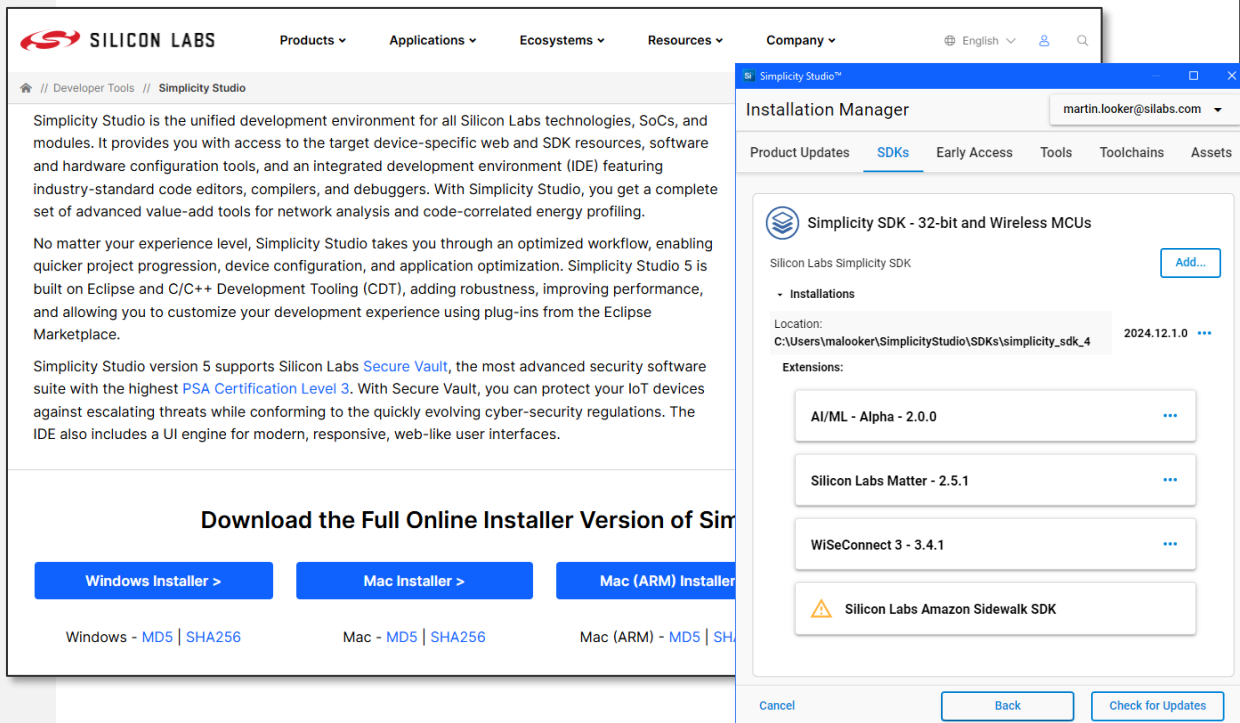 SILICON LABS
Products
Applications
Ecosystems
Resources
Company
English
// Developer Tools // Simplicity Studio
Simplicity Studio is the unified development environment for all Silicon Labs technologies, SoCs, and
modules. It provides you with access to the target device-specific web and SDK resources, software
and hardware configuration tools, and an integrated development environment (IDE) featuring
industry-standard code editors, compilers, and debuggers. With Simplicity Studio, you get a complete
set of advanced value-add tools for network analysis and code-correlated energy profiling.
No matter your experience level, Simplicity Studio takes you through an optimized workflow, enabling
quicker project progression, device configuration, and application optimization. Simplicity Studio 5 is
built on Eclipse and C/C++ Development Tooling (CDT), adding robustness, improving performance,
and allowing you to customize your development experience using plug-ins from the Eclipse
Marketplace.
Simplicity Studio version 5 supports Silicon Labs Secure Vault, the most advanced security software
suite with the highest PSA Certification Level 3. With Secure Vault, you can protect your IoT devices
against escalating threats while conforming to the quickly evolving cyber-security regulations. The
IDE also includes a UI engine for modern, responsive, web-like user interfaces.
Download the Full Online Installer Version of Sim
Windows Installer >
Mac Installer >
Mac (ARM) Installer
Windows - MD5 | SHA256
Mac - MD5 | SHA256
Mac (ARM) - MD5 | SH
Si Simplicity Studio™
Installation Manager
martin.looker@silabs.com
Product Updates
SDKs
Early Access
Tools
Toolchains
Assets
Simplicity SDK - 32-bit and Wireless MCUs
Silicon Labs Simplicity SDK
Add...
Installations
Location:
C:\Users\malooker\SimplicityStudio\SDKs\simplicity_sdk_4
2024.12.1.0
Extensions:
AI/ML - Alpha - 2.0.0
Silicon Labs Matter - 2.5.1
WiSeConnect 3 - 3.4.1
Silicon Labs Amazon Sidewalk SDK
Cancel
Back
Check for Updates